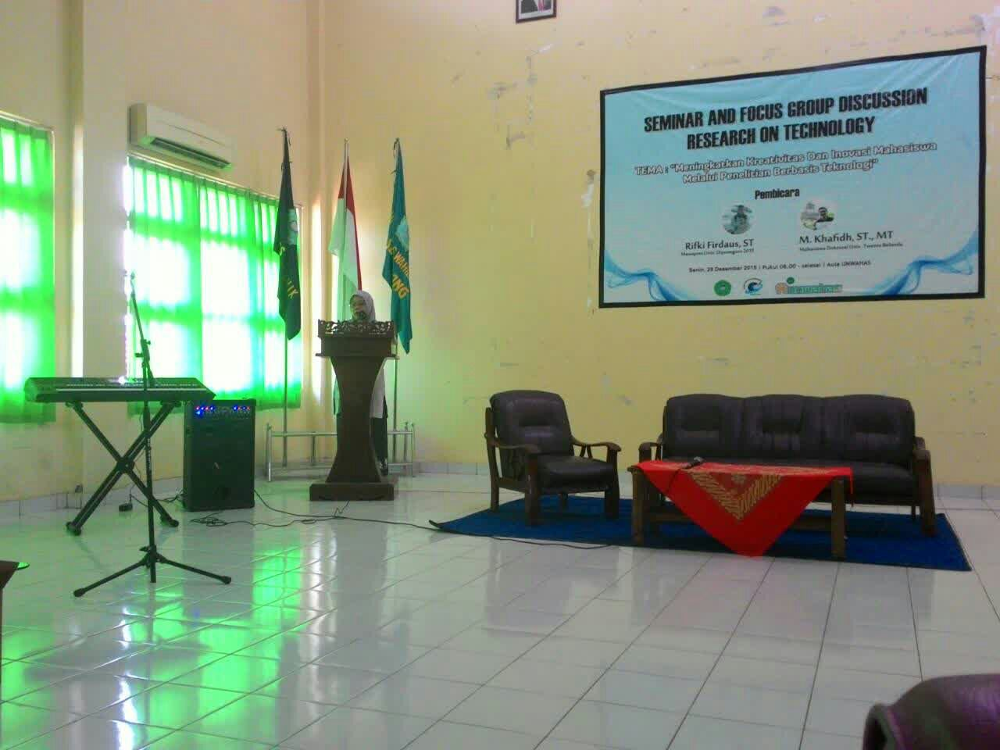 SEMINAR AND FOCUS GROUP DISCUSSION
RESEARCH ON TECHNOLOGY
TEMA : "Meningkatkan Kreativitas Dan Inovasi Mahasiswa
Melalui Penelitian Berbasis Teknologi"
Pembicara
Rifki Firdaus, ST
Mawapres Univ. Diponegoro 2015
M. Khafidh, ST., MT
Mahasiswa Doktoral Univ. Twente Belanda
Senin, 28 Desember 2015 | Pukul 08.00 - selesai | Aula UNWAHAS